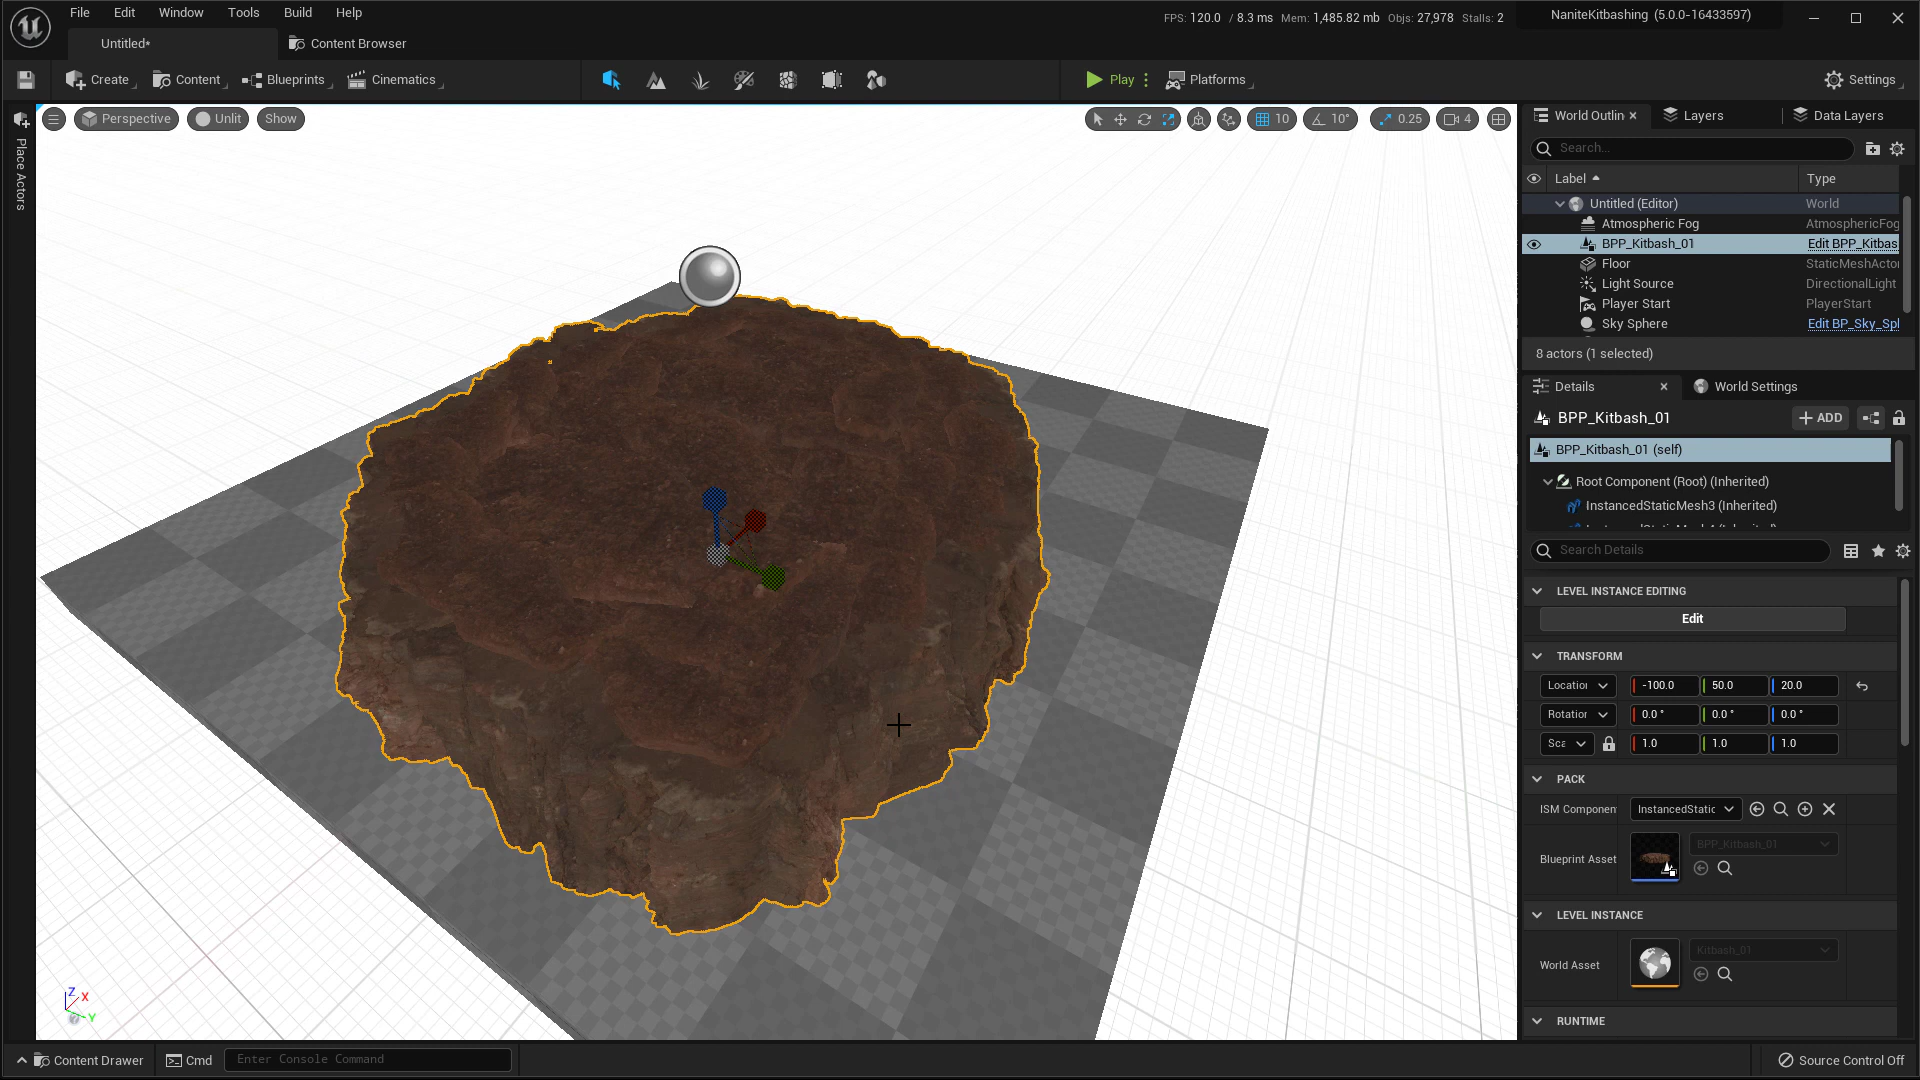 File Edit Window Tools Build Help
FPS: 120.0 / 8.3 ms Mem: 1,485.82 mb Objs: 27,978 Stalls: 2
NaniteKitbashing (5.0.0-16433597)
Untitled*
Content Browser
Create Content Blueprints Cinematics
Play Platforms
Settings
Place Actors
Perspective Unlit Show
10 10° 0.25 4
World Outlin Layers Data Layers
Search...
Label Type
Untitled (Editor) World
Atmospheric Fog AtmosphericFog
BPP_Kitbash_01 Edit BPP_Kitbas
Floor StaticMeshActor
Light Source DirectionalLight
Player Start PlayerStart
Sky Sphere Edit BP_Sky_Spl
8 actors (1 selected)
Details World Settings
BPP_Kitbash_01
ADD
BPP_Kitbash_01 (self)
Root Component (Root) (Inherited)
InstancedStaticMesh3 (Inherited)
Search Details
LEVEL INSTANCE EDITING
Edit
TRANSFORM
Location -100.0 50.0 20.0
Rotation 0.0 ° 0.0 ° 0.0 °
Sca 1.0 1.0 1.0
PACK
ISM Component InstancedStatic
Blueprint Asset
BPP_Kitbash_01
LEVEL INSTANCE
World Asset
Kitbash_01
RUNTIME
Z X
Y
Content Drawer Cmd Enter Console Command
Source Control Off